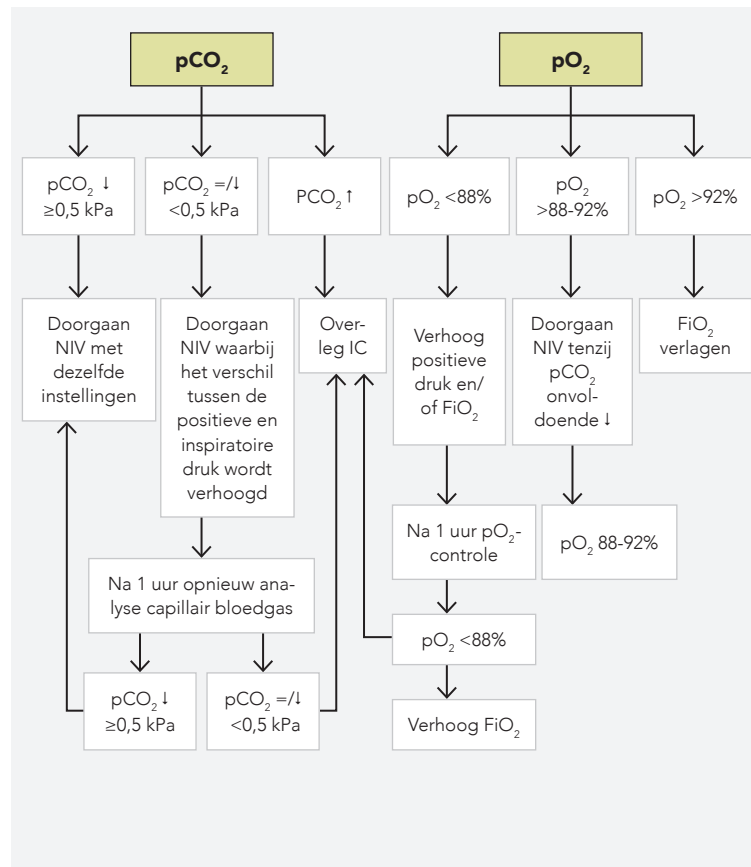 pCO₂
pO₂
pCO₂ ↓
≥0,5 kPa
pCO₂ =/↓
<0,5 kPa
PCO₂ ↑
pO₂ <88%
pO₂
>88-92%
pO₂ >92%
Doorgaan
NIV met
dezelfde
instellingen
Doorgaan
NIV waarbij
het verschil
tussen de
positieve en
inspiratoire
druk wordt
verhoogd
Over-
leg IC
Verhoog
positieve
druk en/
of FiO₂
Doorgaan
NIV tenzij
pCO₂
onvol-
doende ↓
FiO₂
verlagen
Na 1 uur opnieuw ana-
lyse capillair bloedgas
Na 1 uur pO₂-
controle
pO₂ 88-92%
pCO₂ ↓
≥0,5 kPa
pCO₂ =/↓
<0,5 kPa
pO₂ <88%
Verhoog FiO₂